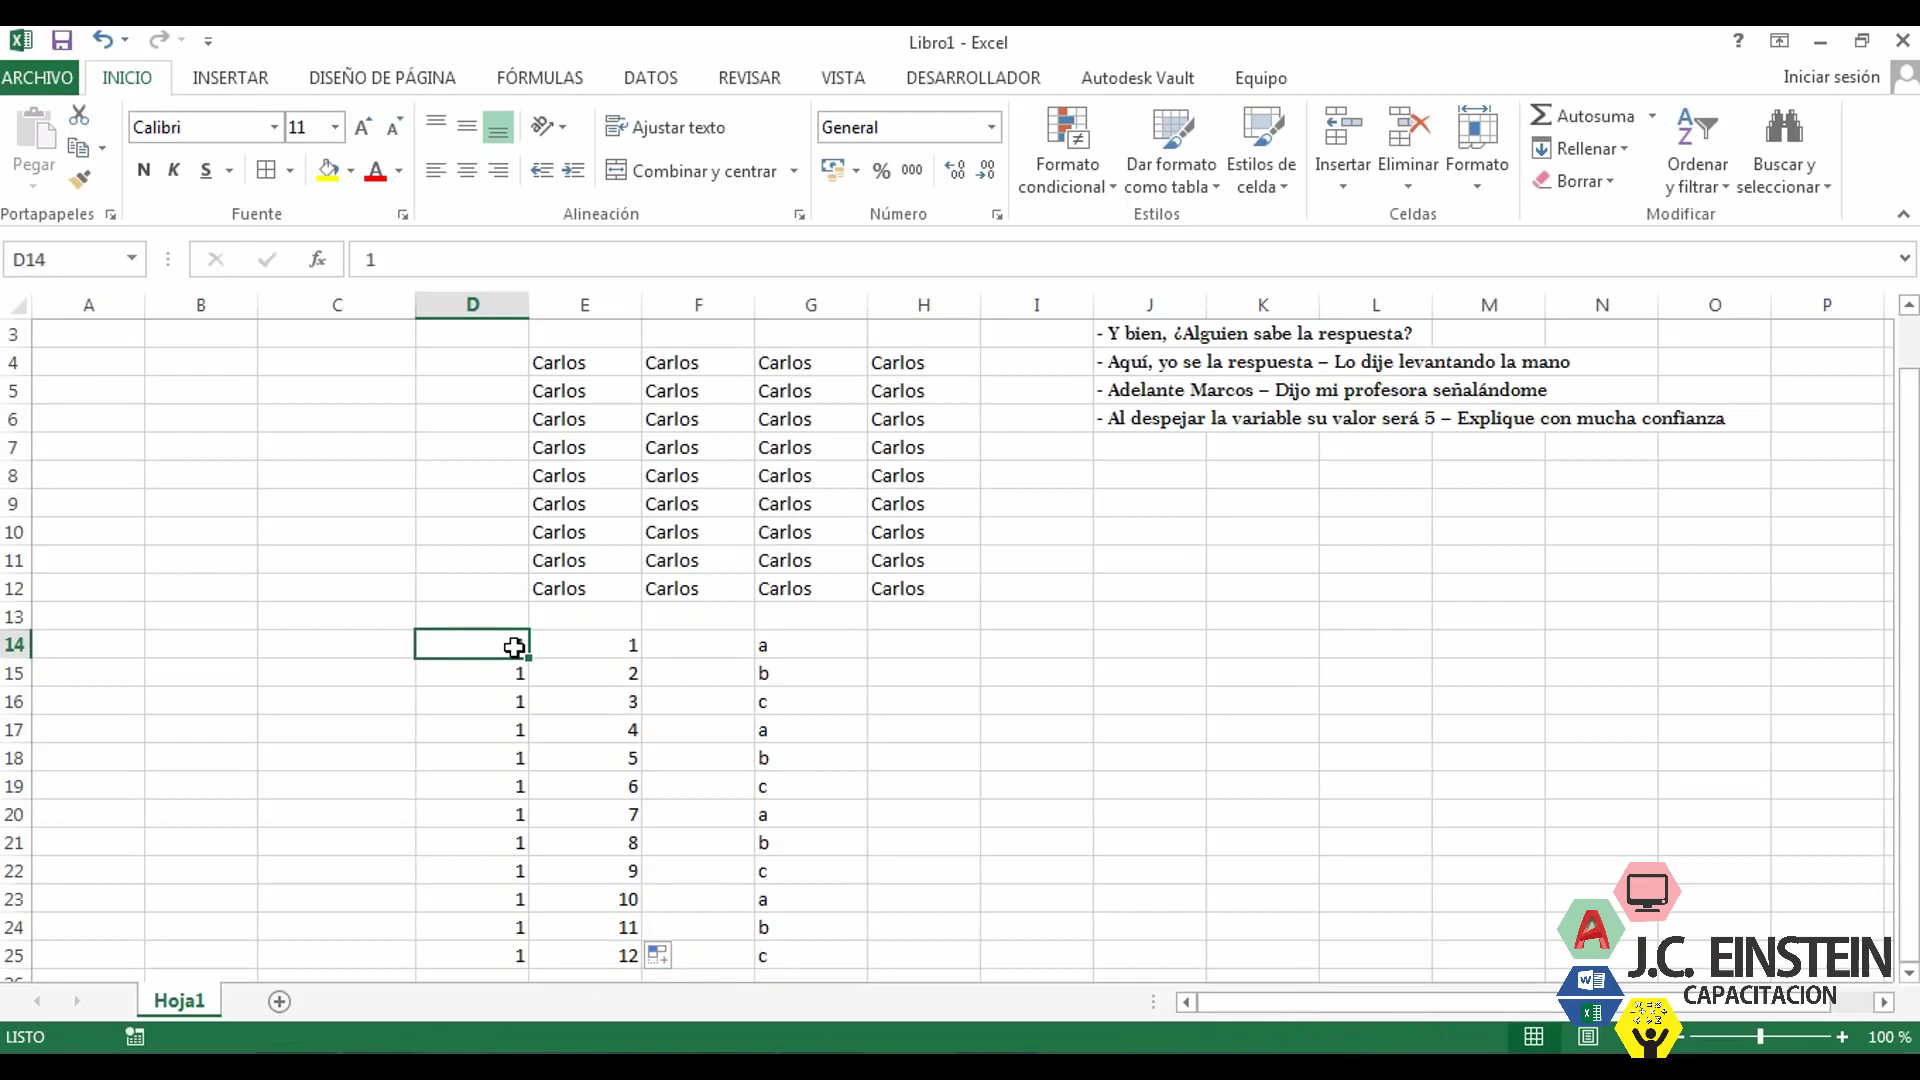 Libro1 - Excel
ARCHIVO INICIO INSERTAR DISEÑO DE PÁGINA FÓRMULAS DATOS REVISAR VISTA DESARROLLADOR Autodesk Vault Equipo Iniciar sesión
Pegar
Portapapeles
Calibri 11
N K S
Fuente
Ajustar texto
Combinar y centrar
Alineación
General
% 000
Número
Formato condicional
Dar formato como tabla
Estilos de celda
Estilos
Insertar Eliminar Formato
Celdas
Autosuma
Rellenar
Borrar
Ordenar y filtrar
Buscar y seleccionar
Modificar
D14 fx 1
A B C D E F G H I J K L M N O P
3 - Y bien, ¿Alguien sabe la respuesta?
4 Carlos Carlos Carlos Carlos - Aquí, yo se la respuesta – Lo dije levantando la mano
5 Carlos Carlos Carlos Carlos - Adelante Marcos – Dijo mi profesora señalándome
6 Carlos Carlos Carlos Carlos - Al despejar la variable su valor será 5 – Explique con mucha confianza
7 Carlos Carlos Carlos Carlos
8 Carlos Carlos Carlos Carlos
9 Carlos Carlos Carlos Carlos
10 Carlos Carlos Carlos Carlos
11 Carlos Carlos Carlos Carlos
12 Carlos Carlos Carlos Carlos
13
14 1 a
15 1 2 b
16 1 3 c
17 1 4 a
18 1 5 b
19 1 6 c
20 1 7 a
21 1 8 b
22 1 9 c
23 1 10 a
24 1 11 b
25 1 12 c
Hoja1
LISTO
100 %
J.C. EINSTEIN
CAPACITACION